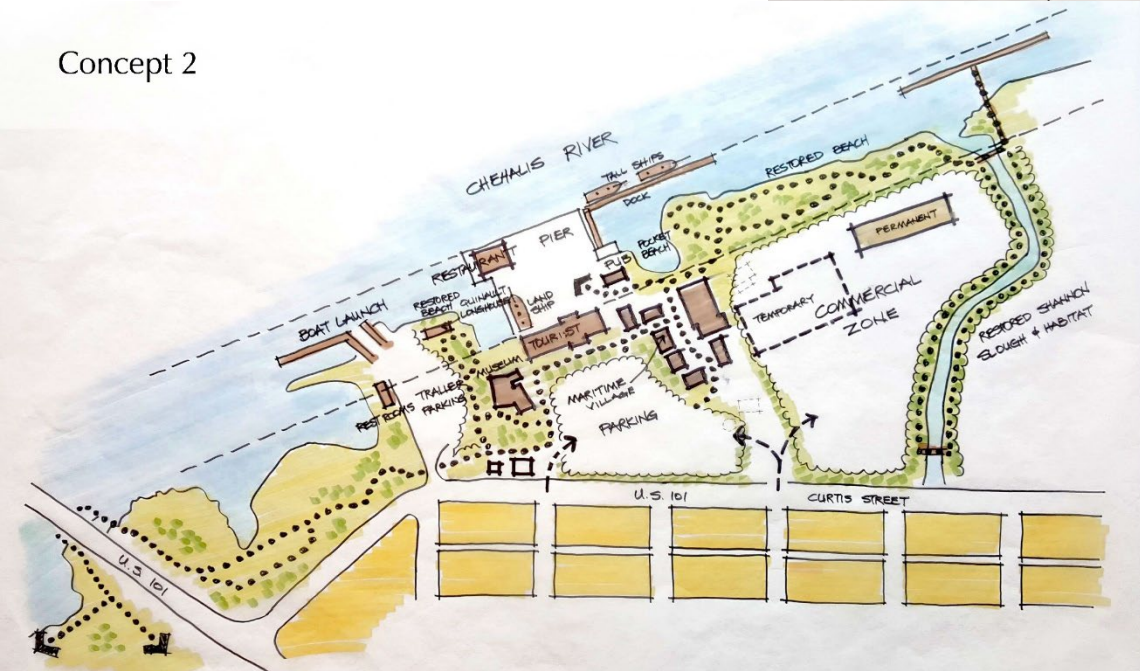 Concept 2
CHEHALIS RIVER
TALL SHIPS
DOCK
RESTORED BEACH
PIER
POCKET
BEACH
PUB
RESTAURANT
PERMANENT
BOAT LAUNCH
RESTORED
BEACH
QUINAULT
LONGHOUSE
LAND
SHIP
TEMPORARY
COMMERCIAL
ZONE
TOURIST
MUSEUM
RESTORED SHANNON
SLOUGH & HABITAT
TRAILER
PARKING
RESTROOMS
MARITIME
VILLAGE
PARKING
U.S. 101
CURTIS STREET
U.S. 101